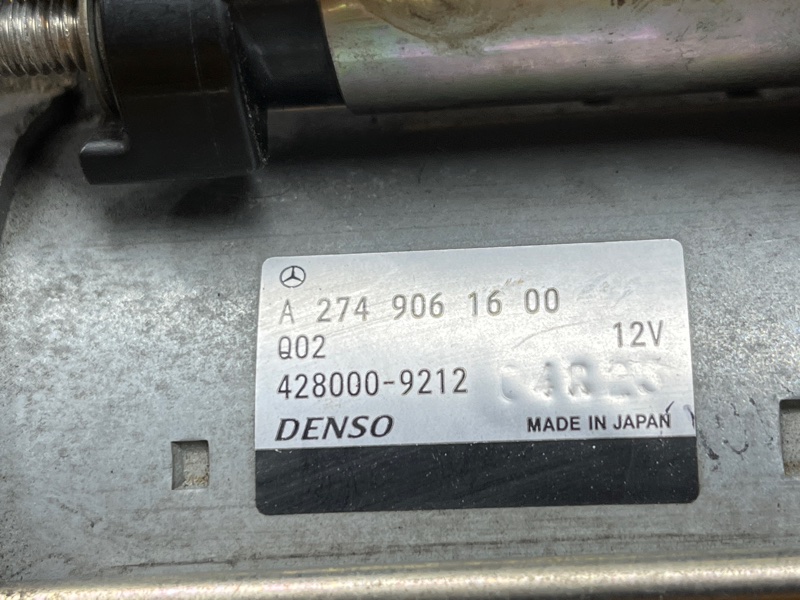 A 274 906 16 00
Q02 12V
428000-9212
DENSO MADE IN JAPAN